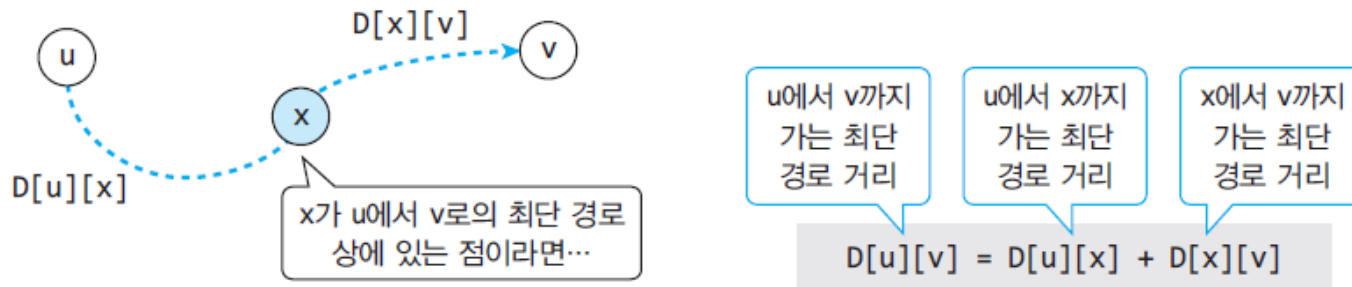 D[x][v]
u
v
x
D[u][x]
x가 u에서 v로의 최단 경로
상에 있는 점이라면…
u에서 v까지
가는 최단
경로 거리
u에서 x까지
가는 최단
경로 거리
x에서 v까지
가는 최단
경로 거리
D[u][v] = D[u][x] + D[x][v]